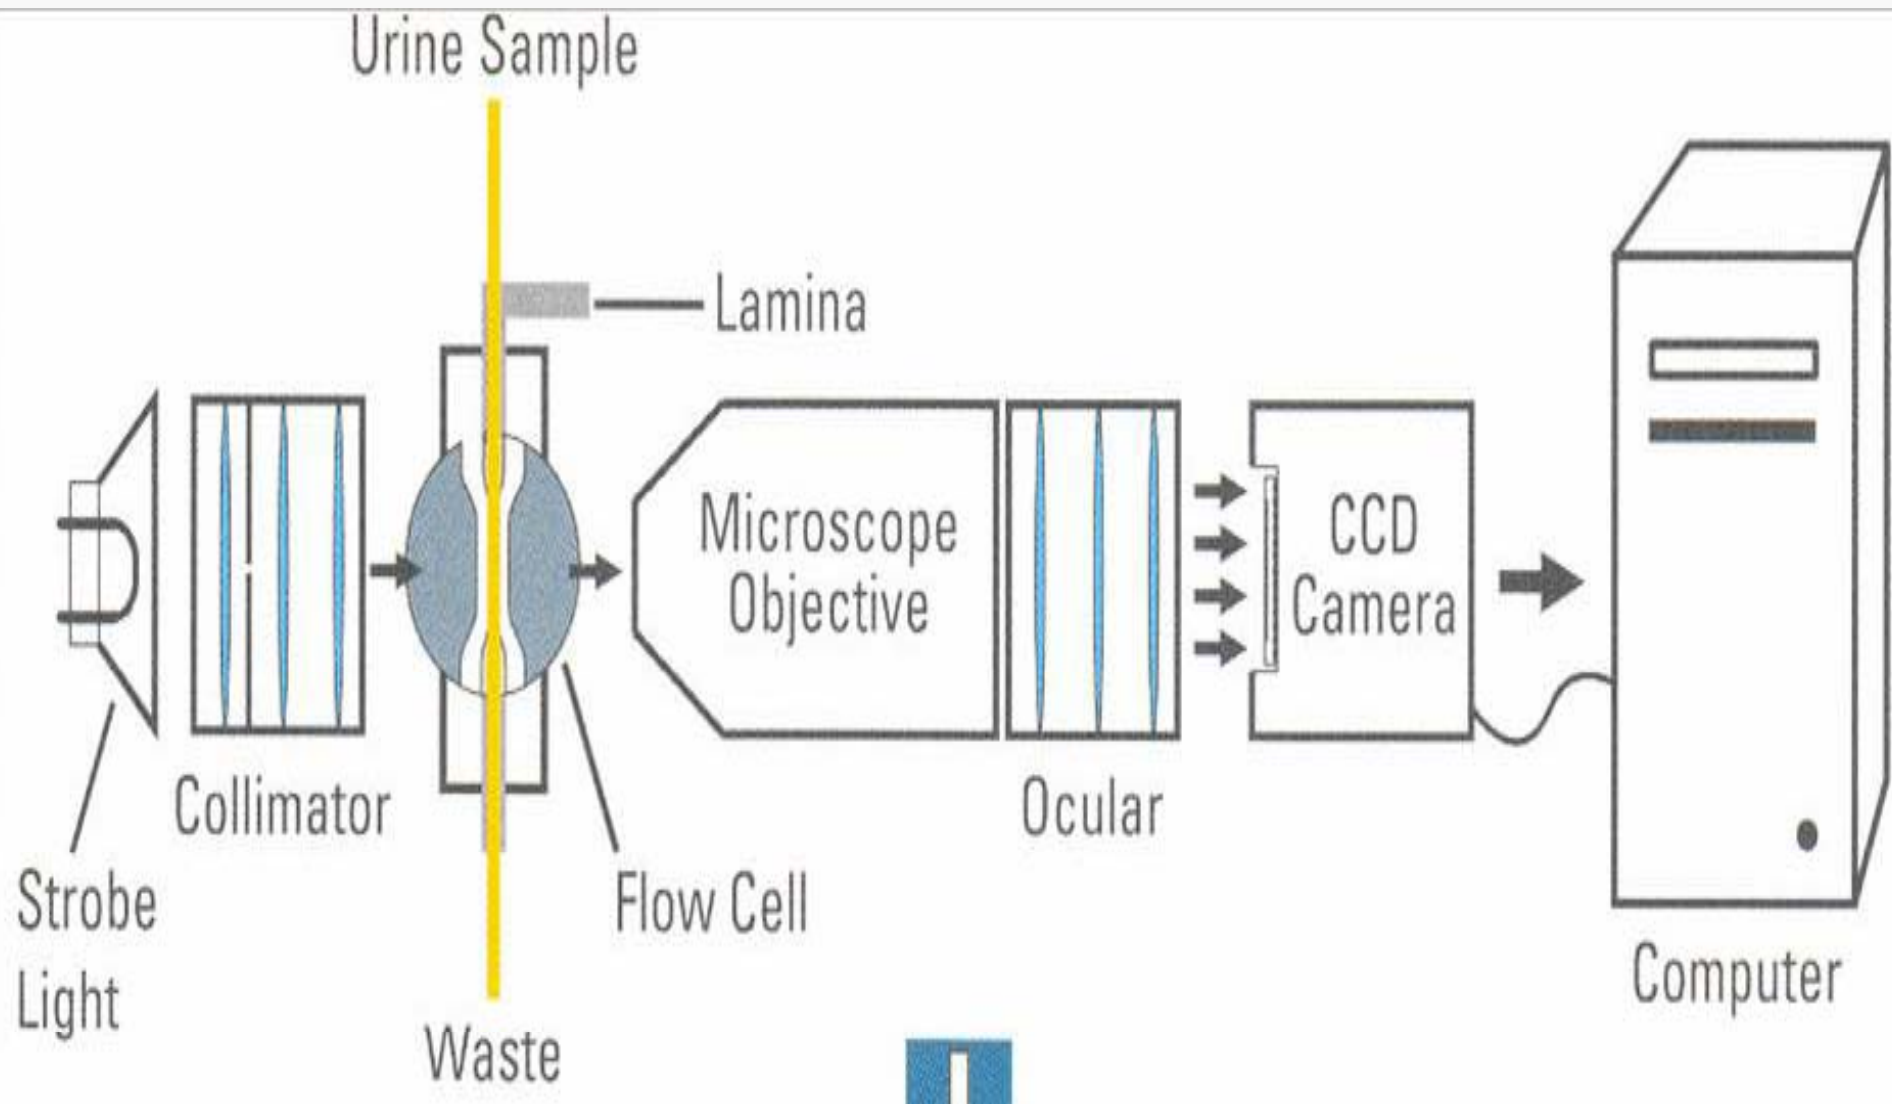 Urine Sample
Lamina
Microscope
Objective
CCD
Camera
Collimator
Ocular
Strobe
Light
Flow Cell
Computer
Waste